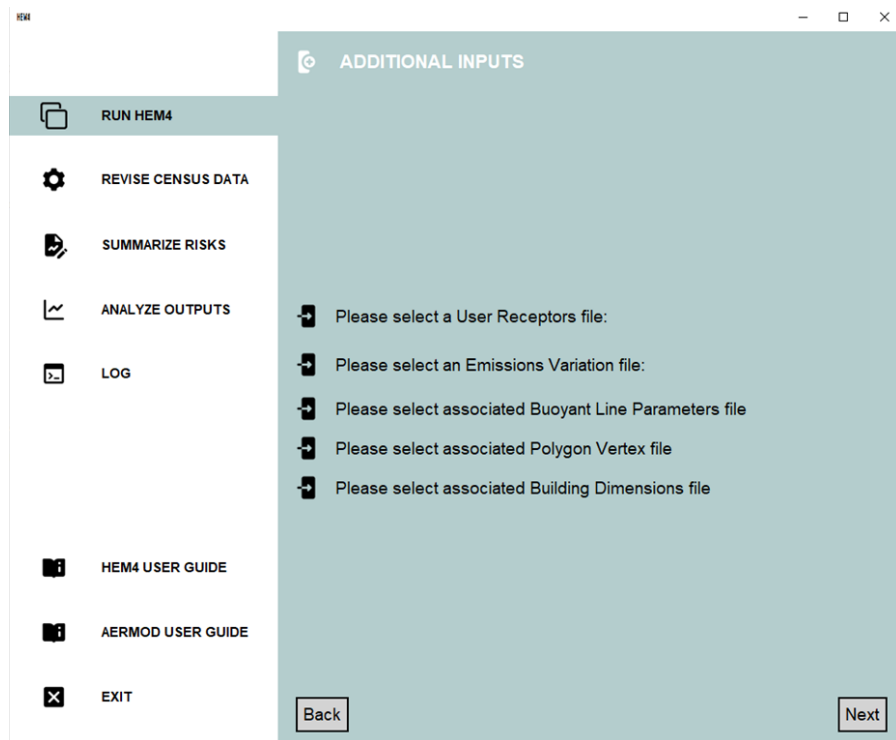 HEM4
ADDITIONAL INPUTS
RUN HEM4
REVISE CENSUS DATA
SUMMARIZE RISKS
ANALYZE OUTPUTS
LOG
HEM4 USER GUIDE
AERMOD USER GUIDE
EXIT
Please select a User Receptors file:
Please select an Emissions Variation file:
Please select associated Buoyant Line Parameters file
Please select associated Polygon Vertex file
Please select associated Building Dimensions file
Back
Next